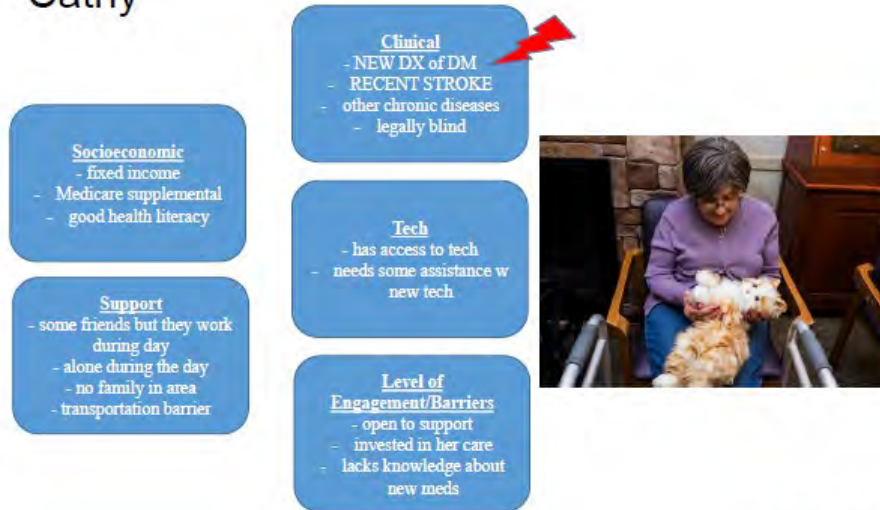 Cathy
Clinical
- NEW DX of DM
- RECENT STROKE
- other chronic diseases
- legally blind
Socioeconomic
- fixed income
- Medicare supplemental
- good health literacy
Tech
- has access to tech
- needs some assistance w
new tech
Support
- some friends but they work
during day
- alone during the day
- no family in area
- transportation barrier
Level of
Engagement/Barriers
- open to support
- invested in her care
- lacks knowledge about
new meds